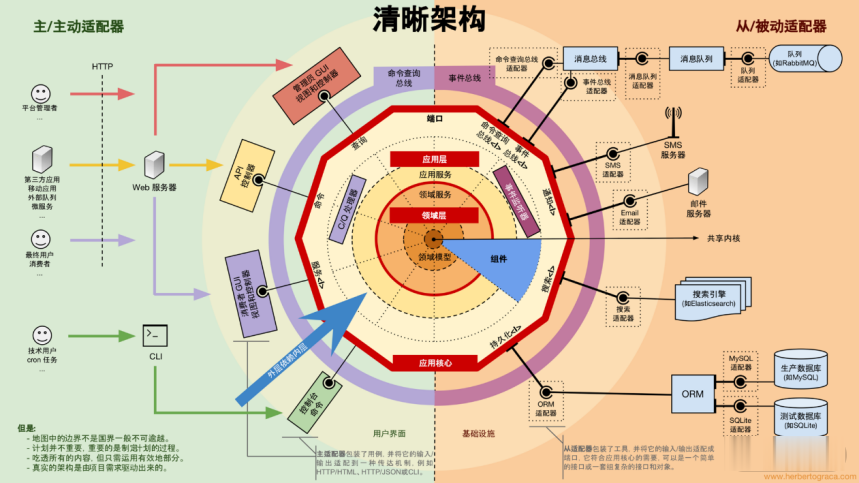 清晰架构
主/主动适配器
从/被动适配器
HTTP
平台管理者
...
第三方应用
移动应用
外部队列
微服务
...
最终用户
消费者
...
技术用户
cron 任务
...
Web 服务器
CLI
管理员 GUI
视图和控制器
API
控制器
消费者 GUI
视图和控制器
控制台
命令
命令查询
总线
事件总线
端口
查询
命令
服务</>
C/Q 处理器
应用层
应用服务
领域服务
领域层
领域模型
组件
应用核心
外层依赖内层
命令查询
总线</>
事件
总线</>
通知</>
搜索</>
持久化</>
命令查询总线
适配器
消息总线
事件总线
适配器
消息队列
适配器
消息队列
队列
适配器
队列
(如RabbitMQ)
SMS
适配器
SMS
服务器
Email
适配器
邮件
服务器
共享内核
搜索
适配器
搜索引擎
(如Elasticsearch)
ORM
适配器
ORM
MySQL
适配器
生产数据库
(如MySQL)
SQLite
适配器
测试数据库
(如SQLite)
用户界面
基础设施
但是:
- 地图中的边界不是国界一般不可逾越。
- 计划并不重要, 重要的是制定计划的过程。
- 吃透所有的内容, 但只需运用有效地部分。
- 真实的架构是由项目需求驱动出来的。
主适配器包装了用例, 并将它的输入/
输出适配到一种传达机制, 例如
HTTP/HTML, HTTP/JSON或CLI。
从适配器包装了工具, 并将它的输入/输出适配成
端口, 它符合应用核心的需要, 可以是一个简单
的接口或一套组复杂的接口和对象。
www.herbertograca.com